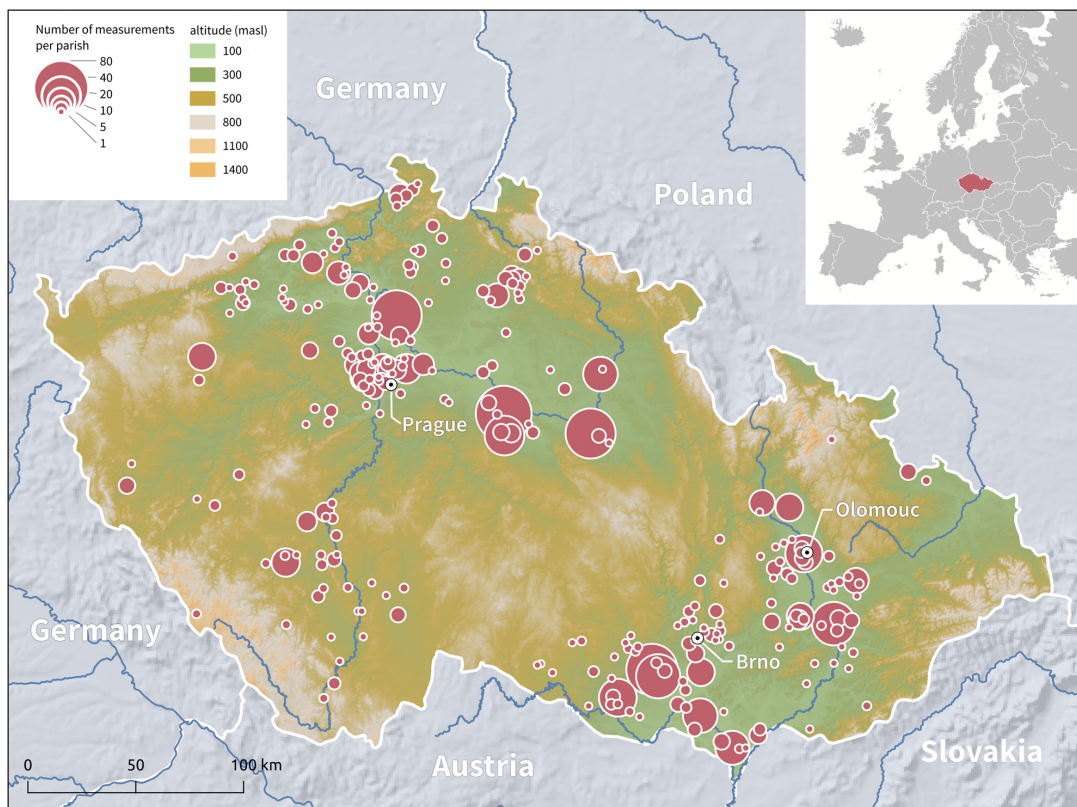 Number of measurements
per parish
80
40
20
10
5
1
altitude (masl)
100
300
500
800
1100
1400
Germany
Poland
Prague
Olomouc
Germany
Brno
Austria
Slovakia
0
50
100 km